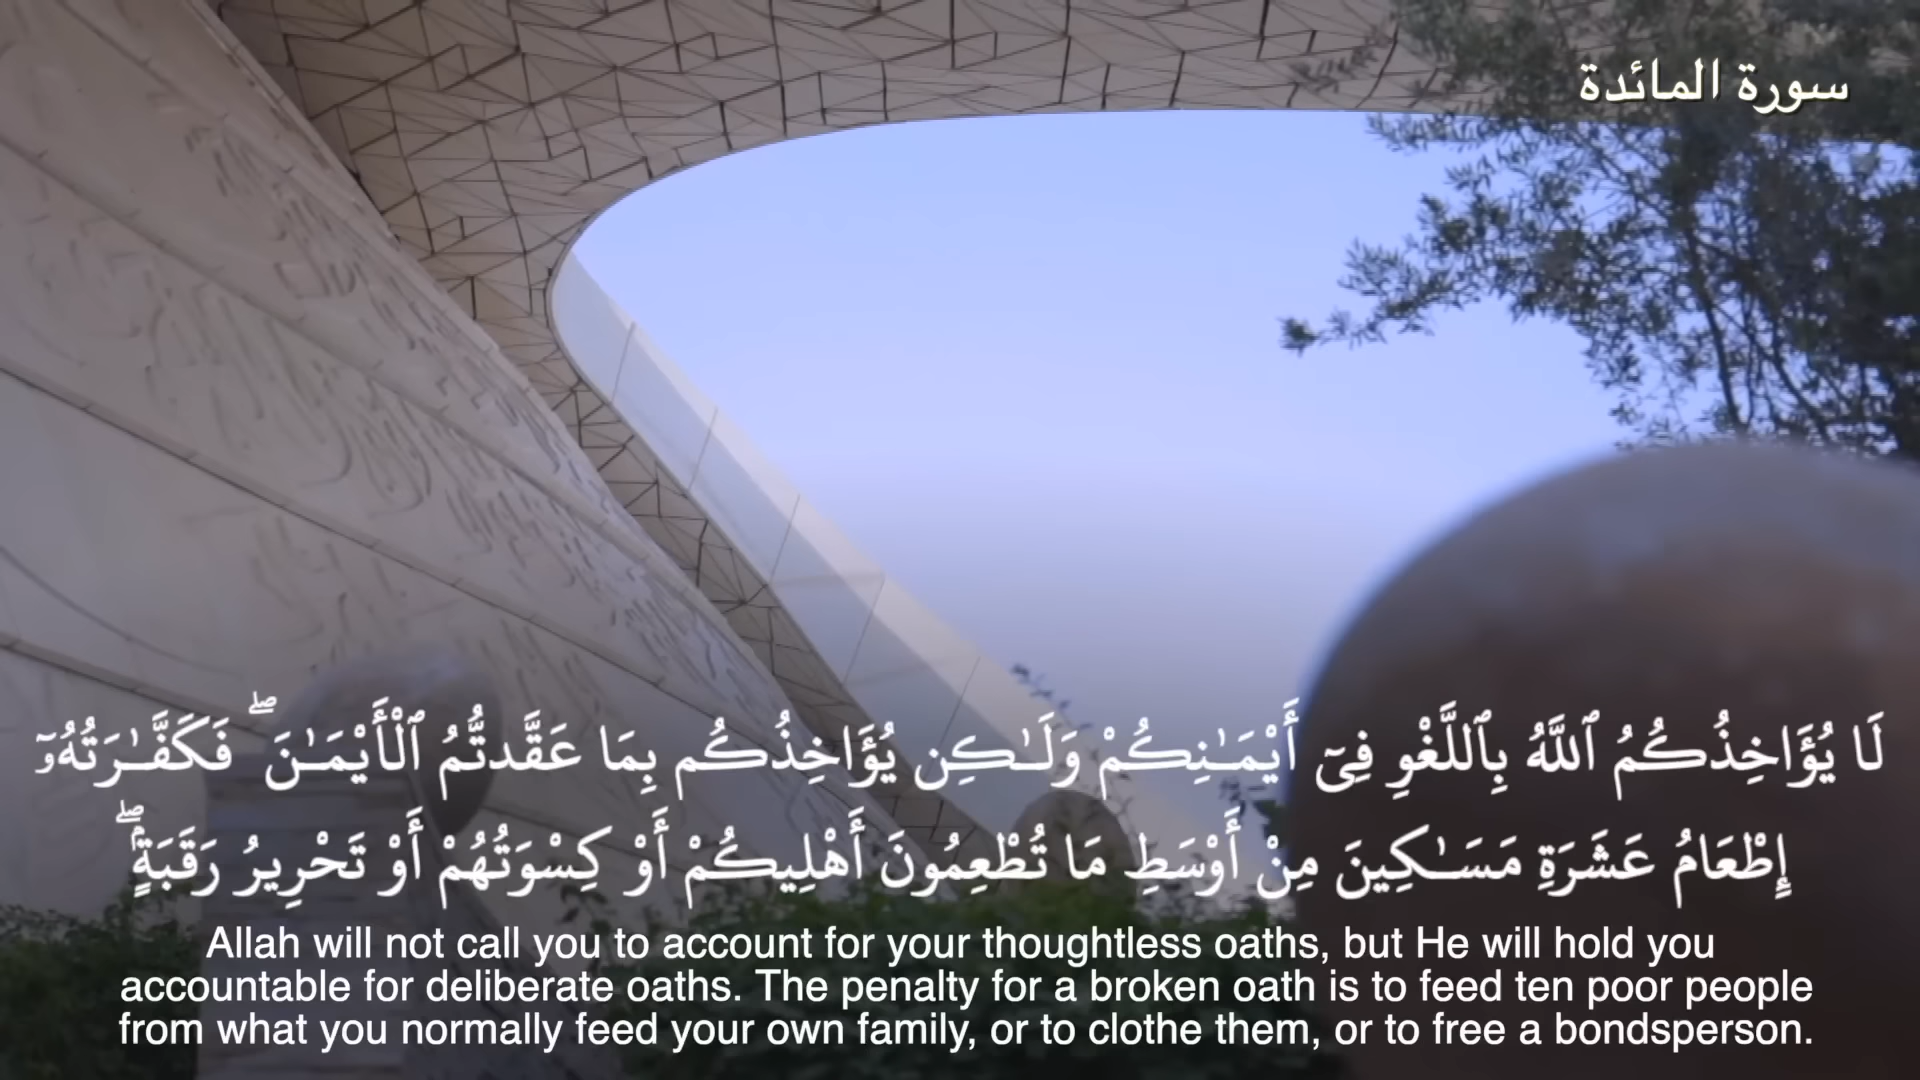 سورة المائدة
لَا يُؤَاخِذُكُمُ ٱللَّهُ بِٱللَّغْوِ فِىٓ أَيْمَـٰنِكُمْ وَلَـٰكِن يُؤَاخِذُكُم بِمَا عَقَّدتُّمُ ٱلْأَيْمَـٰنَ ۖ فَكَفَّـٰرَتُهُۥٓ
إِطْعَامُ عَشَرَةِ مَسَـٰكِينَ مِنْ أَوْسَطِ مَا تُطْعِمُونَ أَهْلِيكُمْ أَوْ كِسْوَتُهُمْ أَوْ تَحْرِيرُ رَقَبَةٍۢ ۖ
Allah will not call you to account for your thoughtless oaths, but He will hold you
accountable for deliberate oaths. The penalty for a broken oath is to feed ten poor people
from what you normally feed your own family, or to clothe them, or to free a bondsperson.